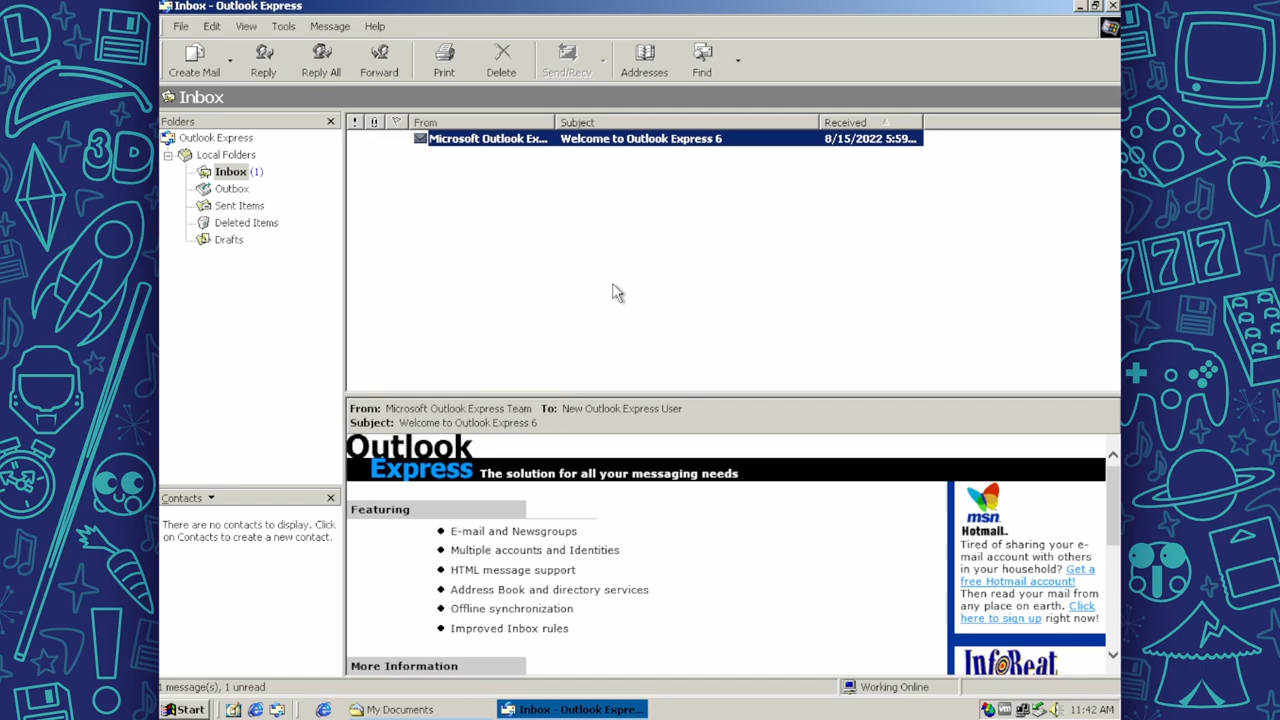 Inbox - Outlook Express
File Edit View Tools Message Help
Create Mail Reply Reply All Forward Print Delete Send/Recv Addresses Find
Inbox
Folders
Outlook Express
Local Folders
Inbox (1)
Outbox
Sent Items
Deleted Items
Drafts
! From Subject Received
Microsoft Outlook Ex... Welcome to Outlook Express 6 8/15/2022 5:59...
From: Microsoft Outlook Express Team To: New Outlook Express User
Subject: Welcome to Outlook Express 6
Outlook
Express The solution for all your messaging needs
Featuring
E-mail and Newsgroups
Multiple accounts and Identities
HTML message support
Address Book and directory services
Offline synchronization
Improved Inbox rules
More Information
msn
Hotmail..
Tired of sharing your e-
mail account with others
in your household? Get a
free Hotmail account!
Then read your mail from
any place on earth. Click
here to sign up right now!
InfoBeat
Contacts
There are no contacts to display. Click
on Contacts to create a new contact.
1 message(s), 1 unread
Working Online
Start
My Documents
Inbox - Outlook Expre...
11:42 AM
L
3D
777